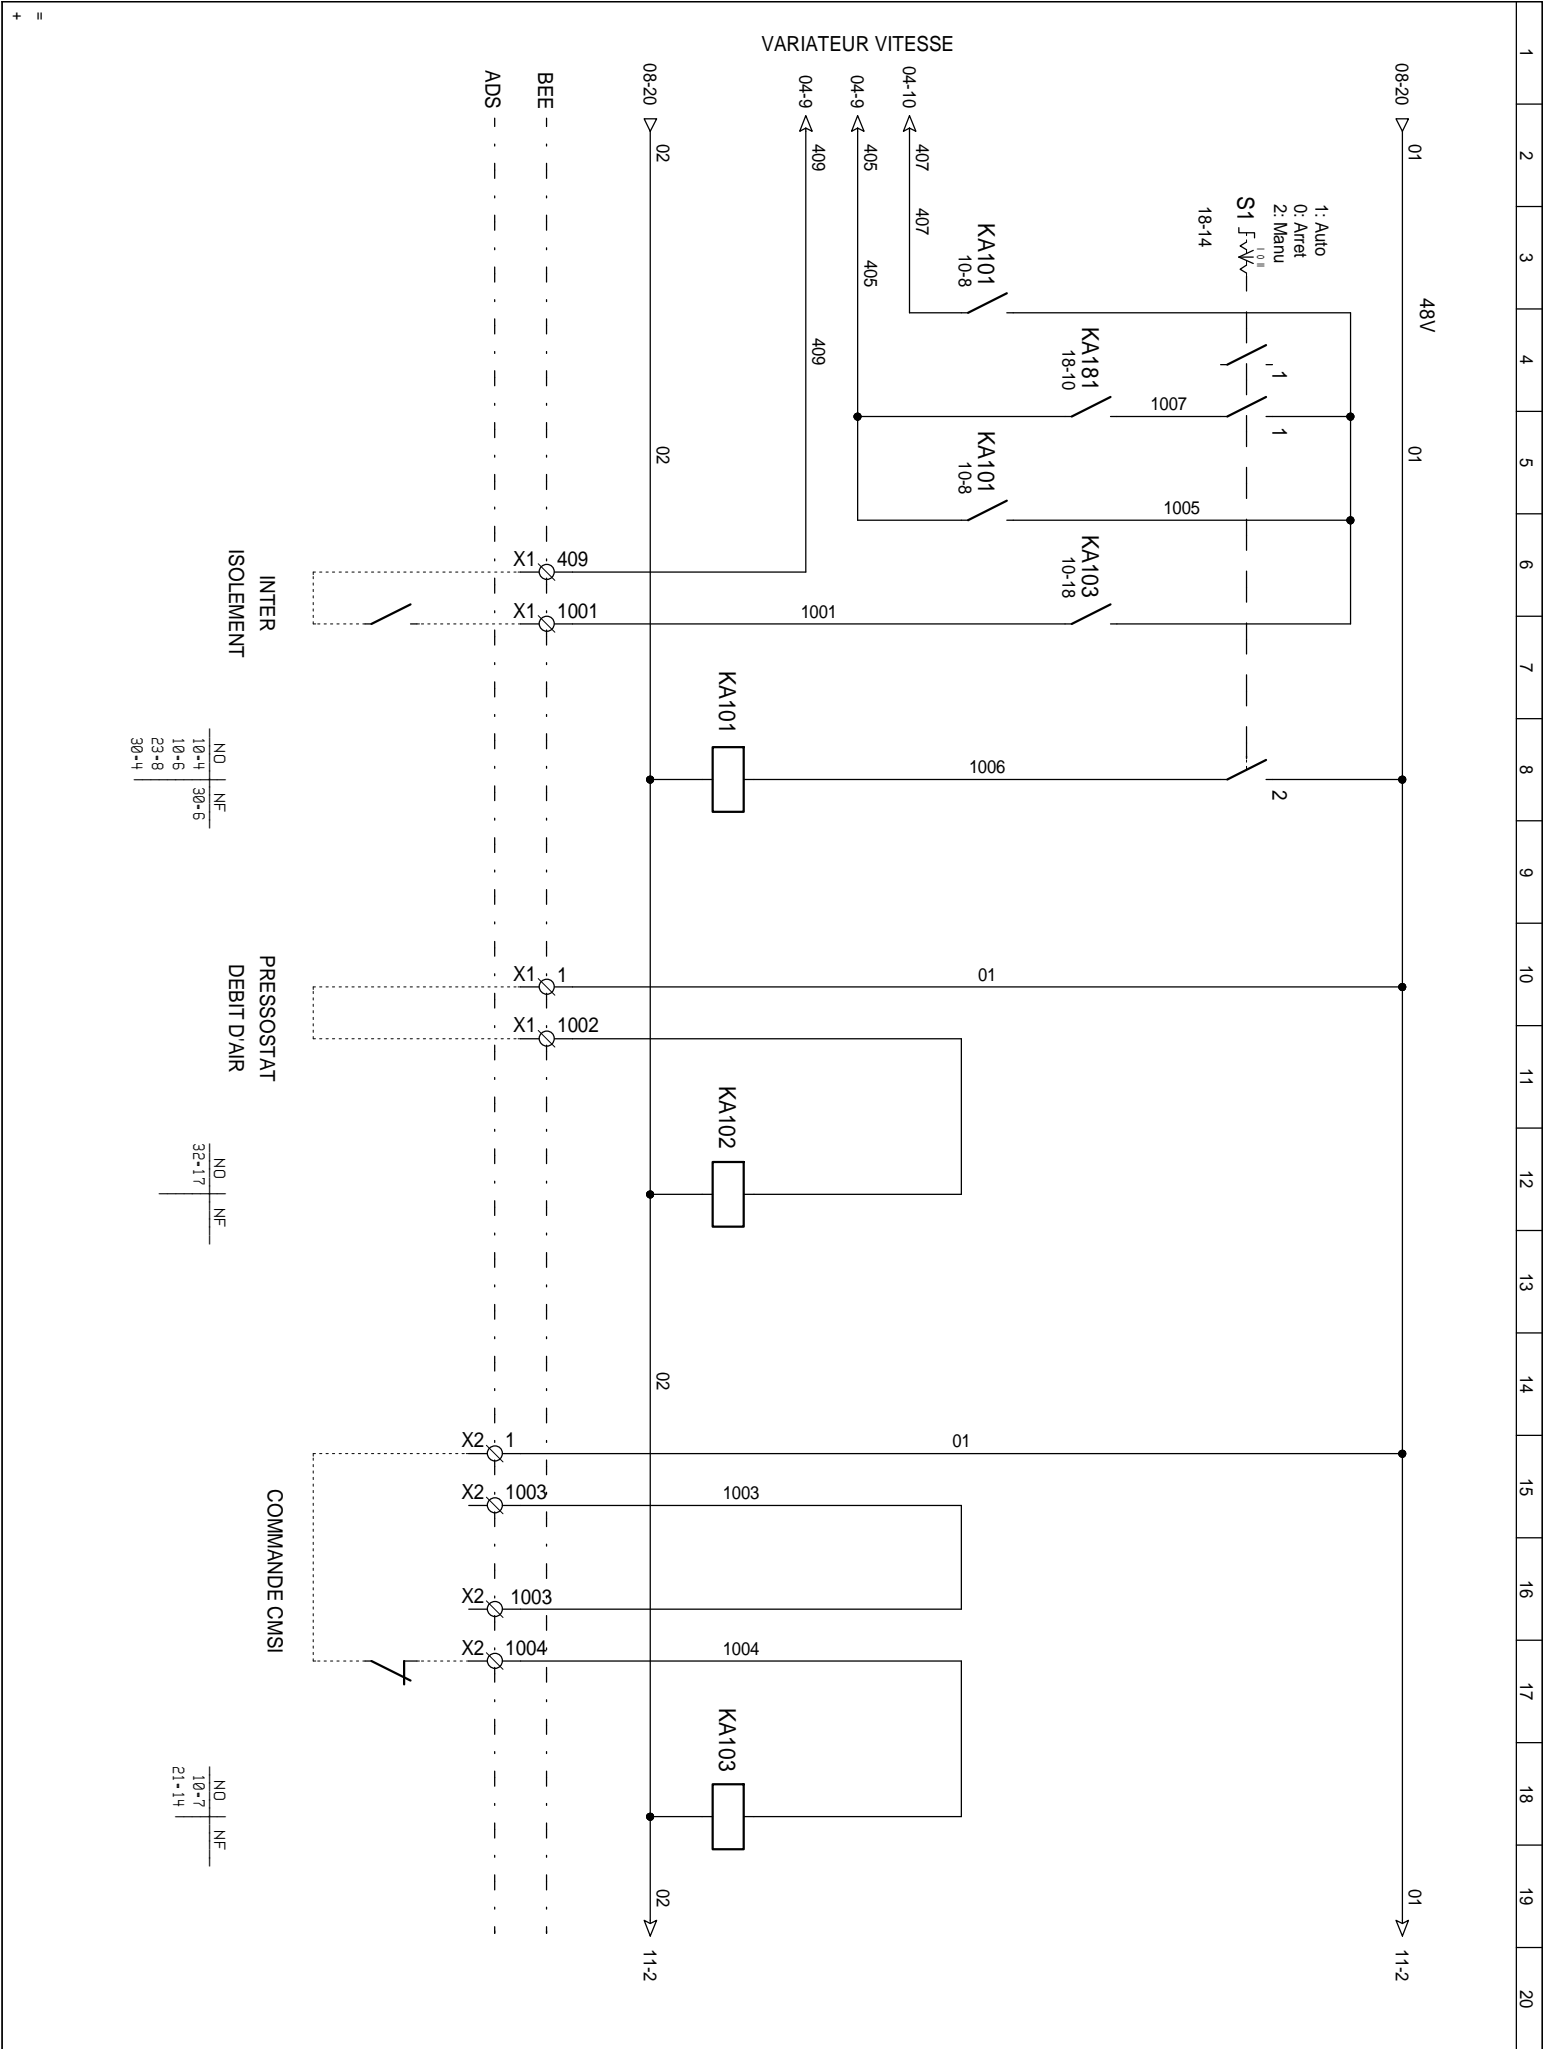 1 2 3 4 5 6 7 8 9 10 11 12 13 14 15 16 17 18 19 20
08-20
01
48V
01
01
01
11-2
1: Auto
0: Arret
2: Manu
S1
I 0 II
18-14
1
1
2
KA181
18-10
1007
1005
KA103
10-18
KA101
10-8
KA101
10-8
1006
01
01
VARIATEUR VITESSE
04-10
407
407
04-9
405
405
04-9
409
409
1001
KA101
KA102
1003
1004
KA103
08-20
02
02
02
02
11-2
BEE
X1 409
X1 1001
X1 1
X1 1002
ADS
X2 1
X2 1003
X2 1003
X2 1004
INTER
ISOLEMENT
PRESSOSTAT
DEBIT D'AIR
COMMANDE CMSI
NO NF
10-4 30-6
10-6
23-8
30-4
NO NF
32-17
NO NF
10-7
21-14
=
+